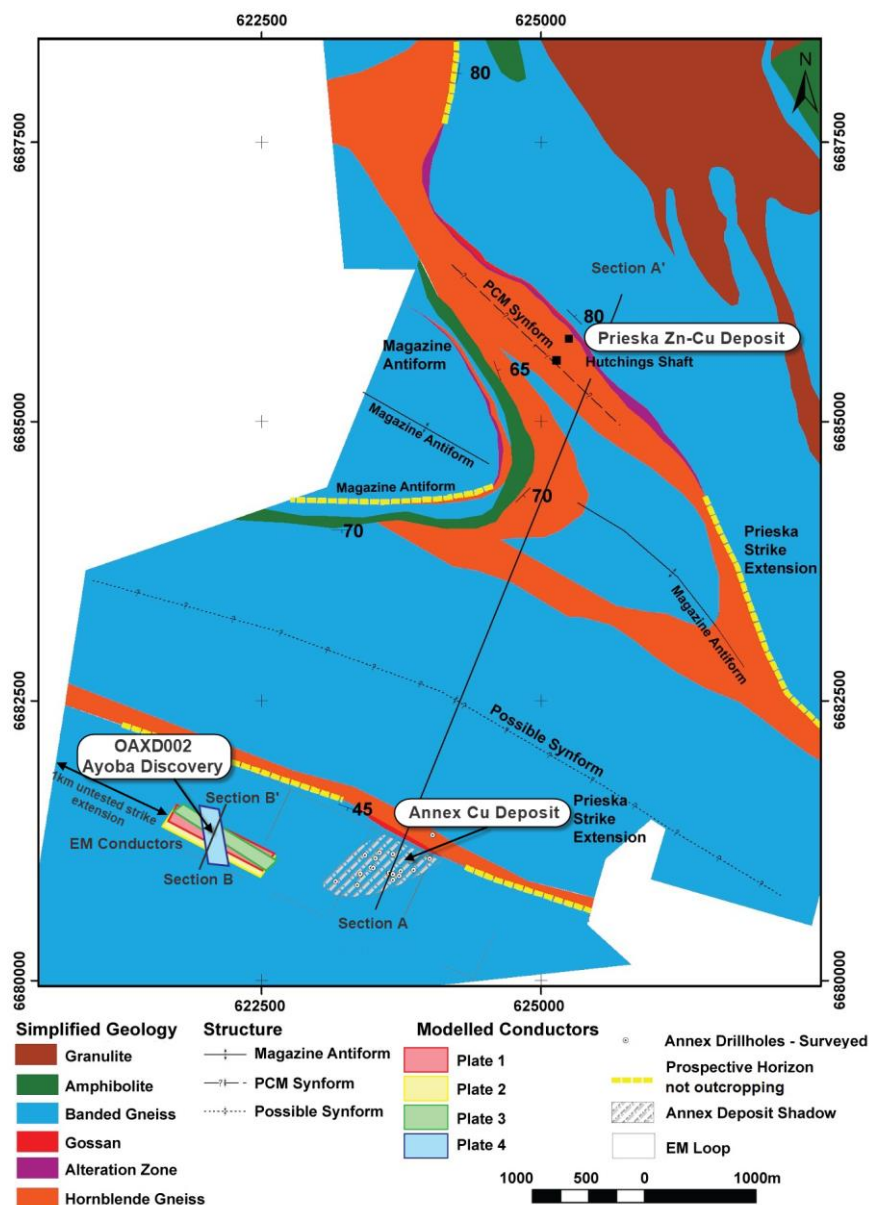 622500
625000
6687500
6687500
80
N
Section A'
80
PCM Synform
Prieska Zn-Cu Deposit
Hutchings Shaft
Magazine
Antiform
65
Magazine Antiform
6685000
6685000
Magazine Antiform
70
70
Prieska
Strike
Extension
Magazine Antiform
6682500
6682500
Possible Synform
OAXD002
Ayoba Discovery
1km untested strike
extension
Section B'
45
Annex Cu Deposit
Prieska
Strike
Extension
EM Conductors
Section B
Section A
6680000
6680000
622500
625000
Simplified Geology
Granulite
Amphibolite
Banded Gneiss
Gossan
Alteration Zone
Hornblende Gneiss
Structure
Magazine Antiform
PCM Synform
Possible Synform
Modelled Conductors
Plate 1
Plate 2
Plate 3
Plate 4
Annex Drillholes - Surveyed
Prospective Horizon
not outcropping
Annex Deposit Shadow
EM Loop
1000 500 0 1000m